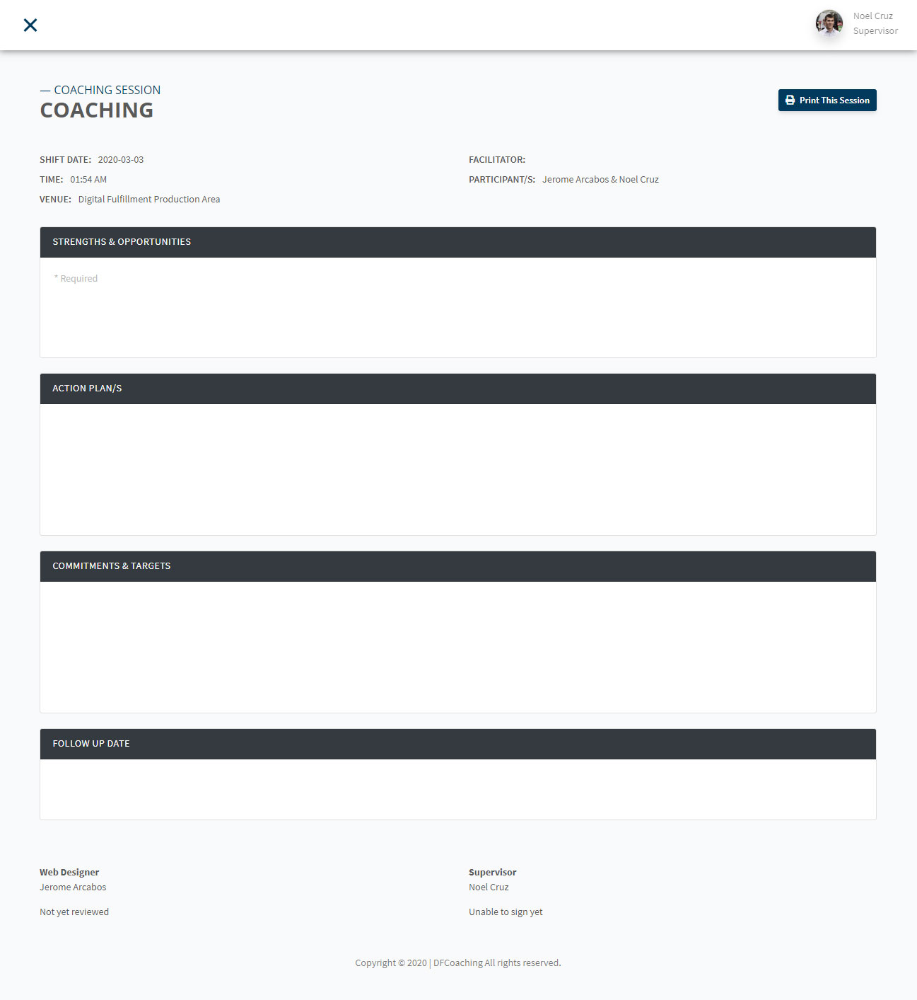 Noel Cruz
Supervisor
— COACHING SESSION
COACHING
Print This Session
SHIFT DATE: 2020-03-03
FACILITATOR:
TIME: 01:54 AM
PARTICIPANT/S: Jerome Arcabos & Noel Cruz
VENUE: Digital Fulfillment Production Area
STRENGTHS & OPPORTUNITIES
* Required
ACTION PLAN/S
COMMITMENTS & TARGETS
FOLLOW UP DATE
Web Designer
Jerome Arcabos
Not yet reviewed
Supervisor
Noel Cruz
Unable to sign yet
Copyright © 2020 | DFCoaching All rights reserved.